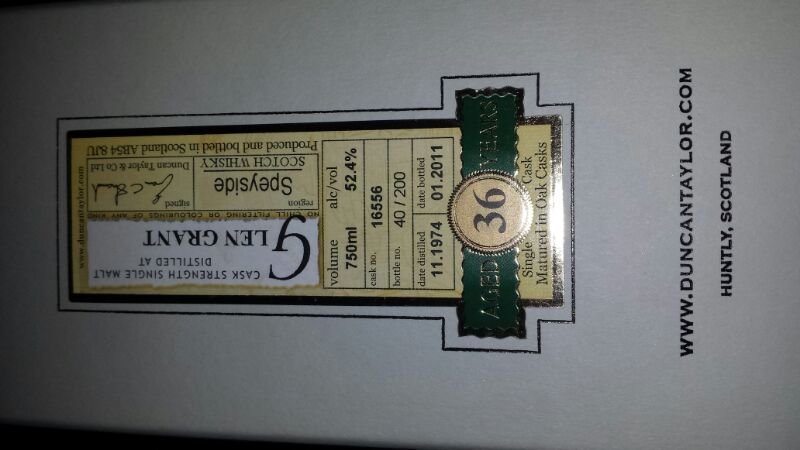 www.duncantaylor.com
CASK STRENGTH SINGLE MALT
DISTILLED AT
GLEN GRANT
NO CHILL FILTERING OR COLOURINGS OF ANY KIND
region
Speyside
SCOTCH WHISKY
signed
Duncan Taylor & Co Ltd
Produced and bottled in Scotland AB54 8JU
volume alc/vol
750ml 52.4%
cask no. 16556
bottle no. 40 / 200
date distilled date bottled
11.1974 01.2011
AGED 36 YEARS
Single Cask
Matured in Oak Casks
WWW.DUNCANTAYLOR.COM
HUNTLY, SCOTLAND